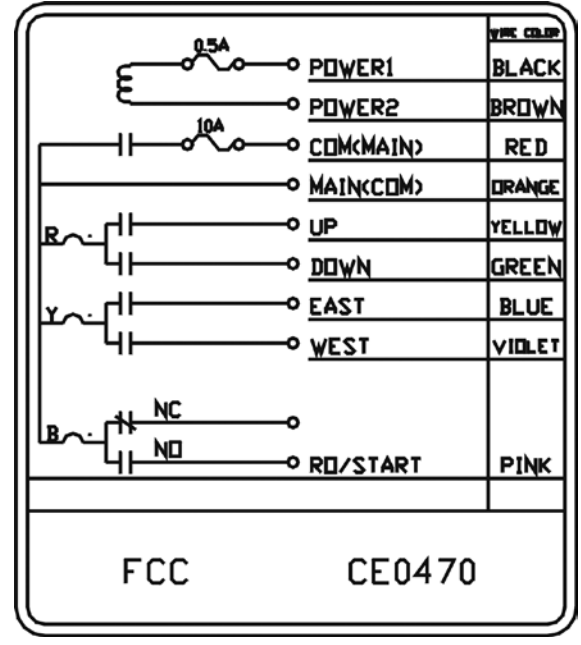 WIRE COLOR
0.5A
POWER1 BLACK
POWER2 BROWN
10A
COM(MAIN) RED
MAIN(COM) ORANGE
UP YELLOW
R
DOWN GREEN
EAST BLUE
Y
WEST VIOLET
NC
B
NO
RO/START PINK
FCC CE0470